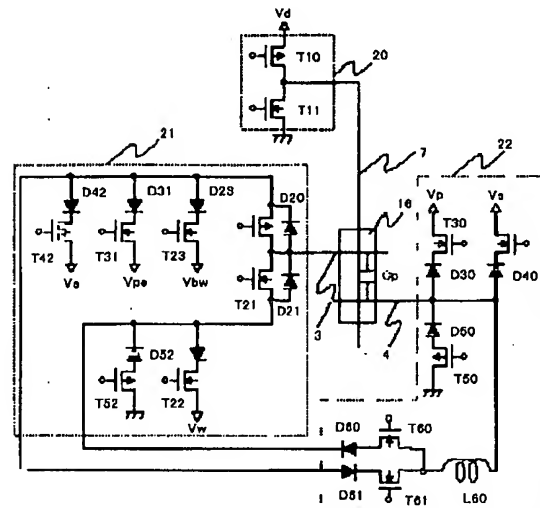 Vd
T10
20
T11
21
7
22
D42
D31
D23
D20
16
Vp
Vs
T30
T42
T31
T23
Cp
D30
D40
Vs
Vpe
Vbw
T21
D21
3
4
D50
D52
T50
T52
T22
Vw
D60
T60
D61
T61
L60